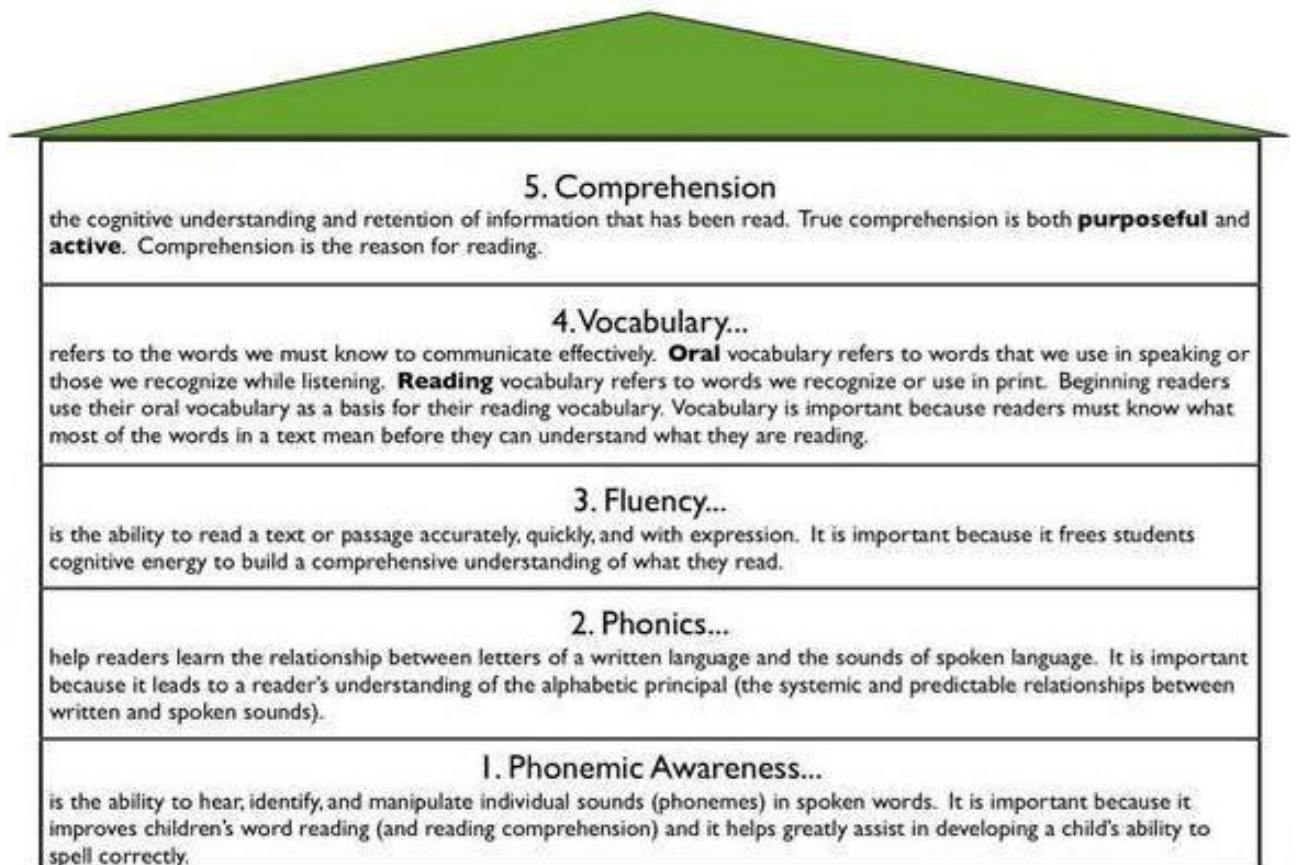 5. Comprehension
the cognitive understanding and retention of information that has been read. True comprehension is both purposeful and
active. Comprehension is the reason for reading.
4. Vocabulary...
refers to the words we must know to communicate effectively. Oral vocabulary refers to words that we use in speaking or
those we recognize while listening. Reading vocabulary refers to words we recognize or use in print. Beginning readers
use their oral vocabulary as a basis for their reading vocabulary. Vocabulary is important because readers must know what
most of the words in a text mean before they can understand what they are reading.
3. Fluency...
is the ability to read a text or passage accurately, quickly, and with expression. It is important because it frees students
cognitive energy to build a comprehensive understanding of what they read.
2. Phonics...
help readers learn the relationship between letters of a written language and the sounds of spoken language. It is important
because it leads to a reader's understanding of the alphabetic principal (the systemic and predictable relationships between
written and spoken sounds).
1. Phonemic Awareness...
is the ability to hear, identify, and manipulate individual sounds (phonemes) in spoken words. It is important because it
improves children's word reading (and reading comprehension) and it helps greatly assist in developing a child's ability to
spell correctly.